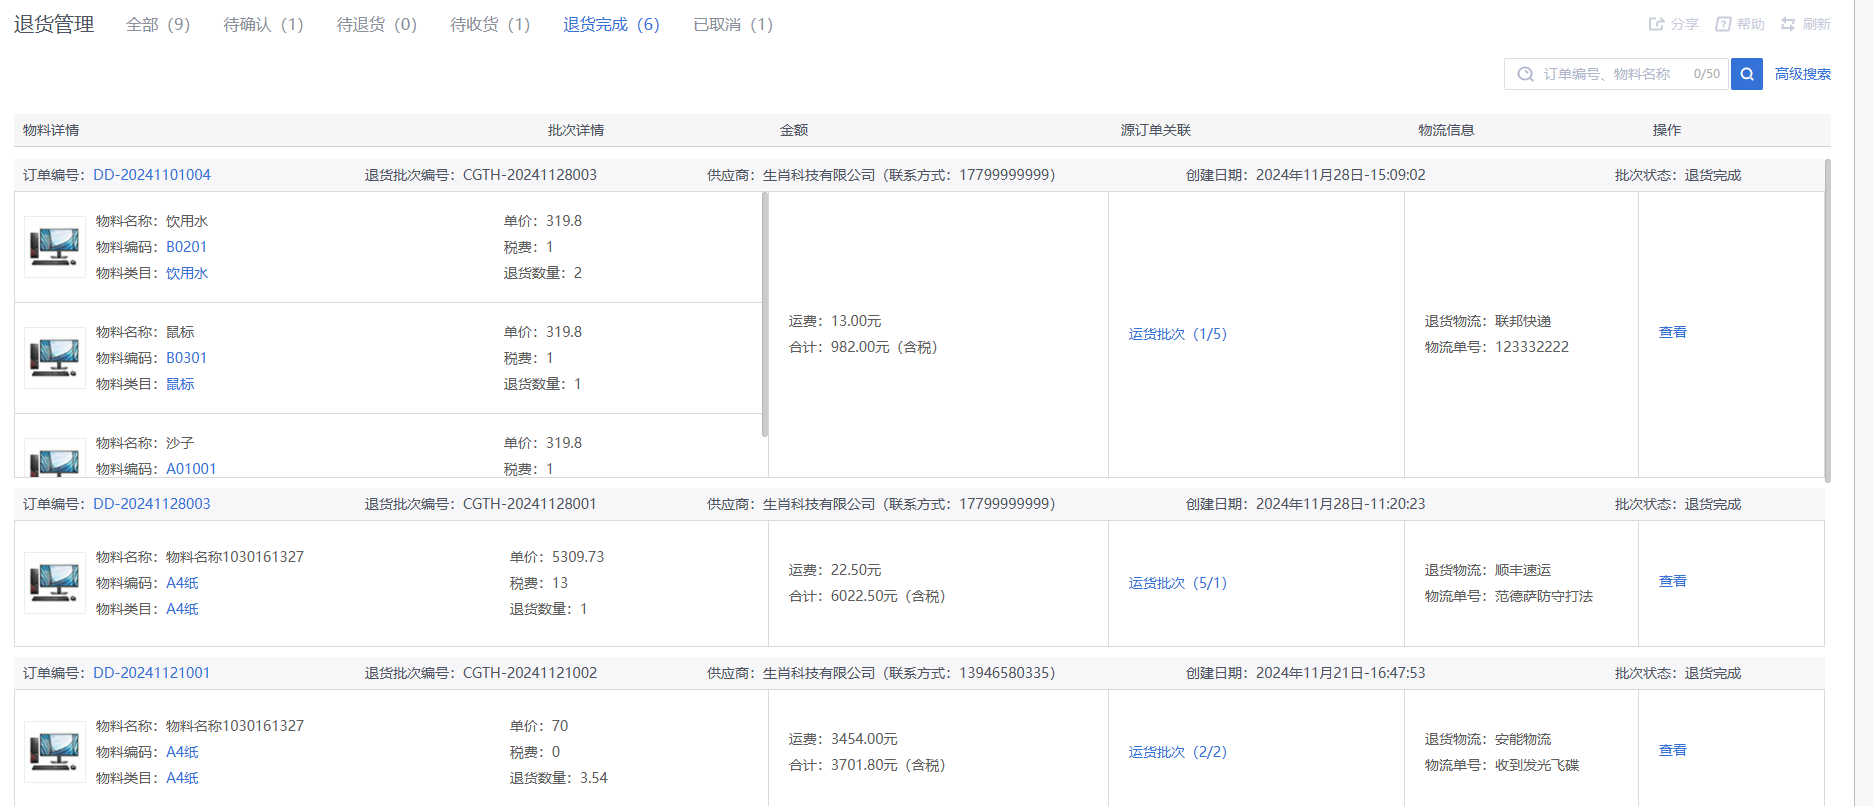 退货管理 全部（9） 待确认（1） 待退货（0） 待收货（1） 退货完成（6） 已取消（1） 分享 帮助 刷新
订单编号、物料名称 0/50 高级搜索
物料详情 批次详情 金额 源订单关联 物流信息 操作
订单编号：DD-20241101004 退货批次编号：CGTH-20241128003 供应商：生肖科技有限公司（联系方式：17799999999） 创建日期：2024年11月28日-15:09:02 批次状态：退货完成
物料名称：饮用水 单价：319.8
物料编码：B0201 税费：1
物料类目：饮用水 退货数量：2
物料名称：鼠标 单价：319.8
物料编码：B0301 税费：1
物料类目：鼠标 退货数量：1
物料名称：沙子 单价：319.8
物料编码：A01001 税费：1
运费：13.00元
合计：982.00元（含税）
运货批次（1/5）
退货物流：联邦快递
物流单号：123332222
查看
订单编号：DD-20241128003 退货批次编号：CGTH-20241128001 供应商：生肖科技有限公司（联系方式：17799999999） 创建日期：2024年11月28日-11:20:23 批次状态：退货完成
物料名称：物料名称1030161327 单价：5309.73
物料编码：A4纸 税费：13
物料类目：A4纸 退货数量：1
运费：22.50元
合计：6022.50元（含税）
运货批次（5/1）
退货物流：顺丰速运
物流单号：范德萨防守打法
查看
订单编号：DD-20241121001 退货批次编号：CGTH-20241121002 供应商：生肖科技有限公司（联系方式：13946580335） 创建日期：2024年11月21日-16:47:53 批次状态：退货完成
物料名称：物料名称1030161327 单价：70
物料编码：A4纸 税费：0
物料类目：A4纸 退货数量：3.54
运费：3454.00元
合计：3701.80元（含税）
运货批次（2/2）
退货物流：安能物流
物流单号：收到发光飞碟
查看